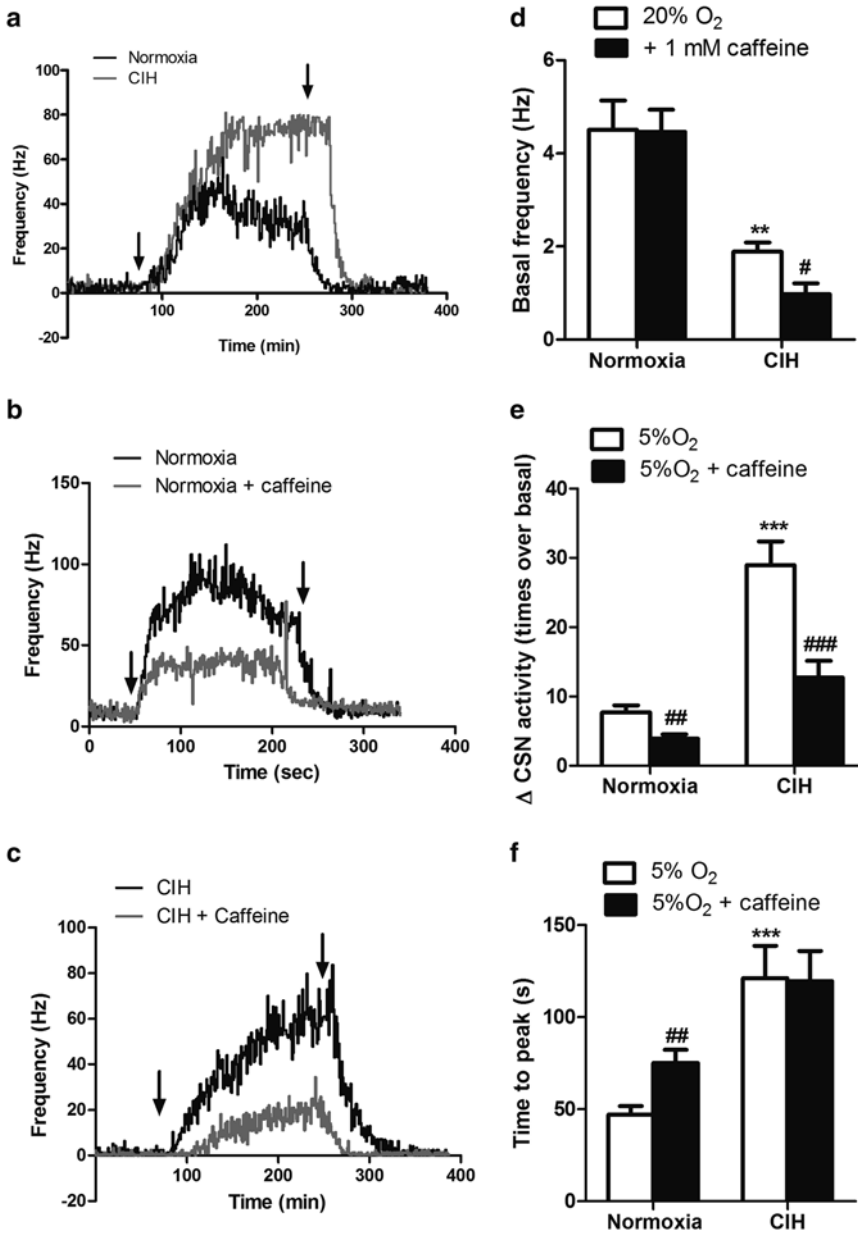 a
Normoxia
CIH
100
80
60
40
20
0
-20
100
200
300
400
Frequency (Hz)
Time (min)
b
Normoxia
Normoxia + caffeine
150
100
50
0
0
100
200
300
400
Frequency (Hz)
Time (sec)
c
CIH
CIH + Caffeine
100
80
60
40
20
0
-20
100
200
300
400
Frequency (Hz)
Time (min)
d
20% O₂
+ 1 mM caffeine
6
4
2
0
**
#
Basal frequency (Hz)
Normoxia
CIH
e
5%O₂
5%O₂ + caffeine
40
30
20
10
0
##
***
###
Δ CSN activity (times over basal)
Normoxia
CIH
f
5% O₂
5%O₂ + caffeine
150
100
50
0
##
***
Time to peak (s)
Normoxia
CIH